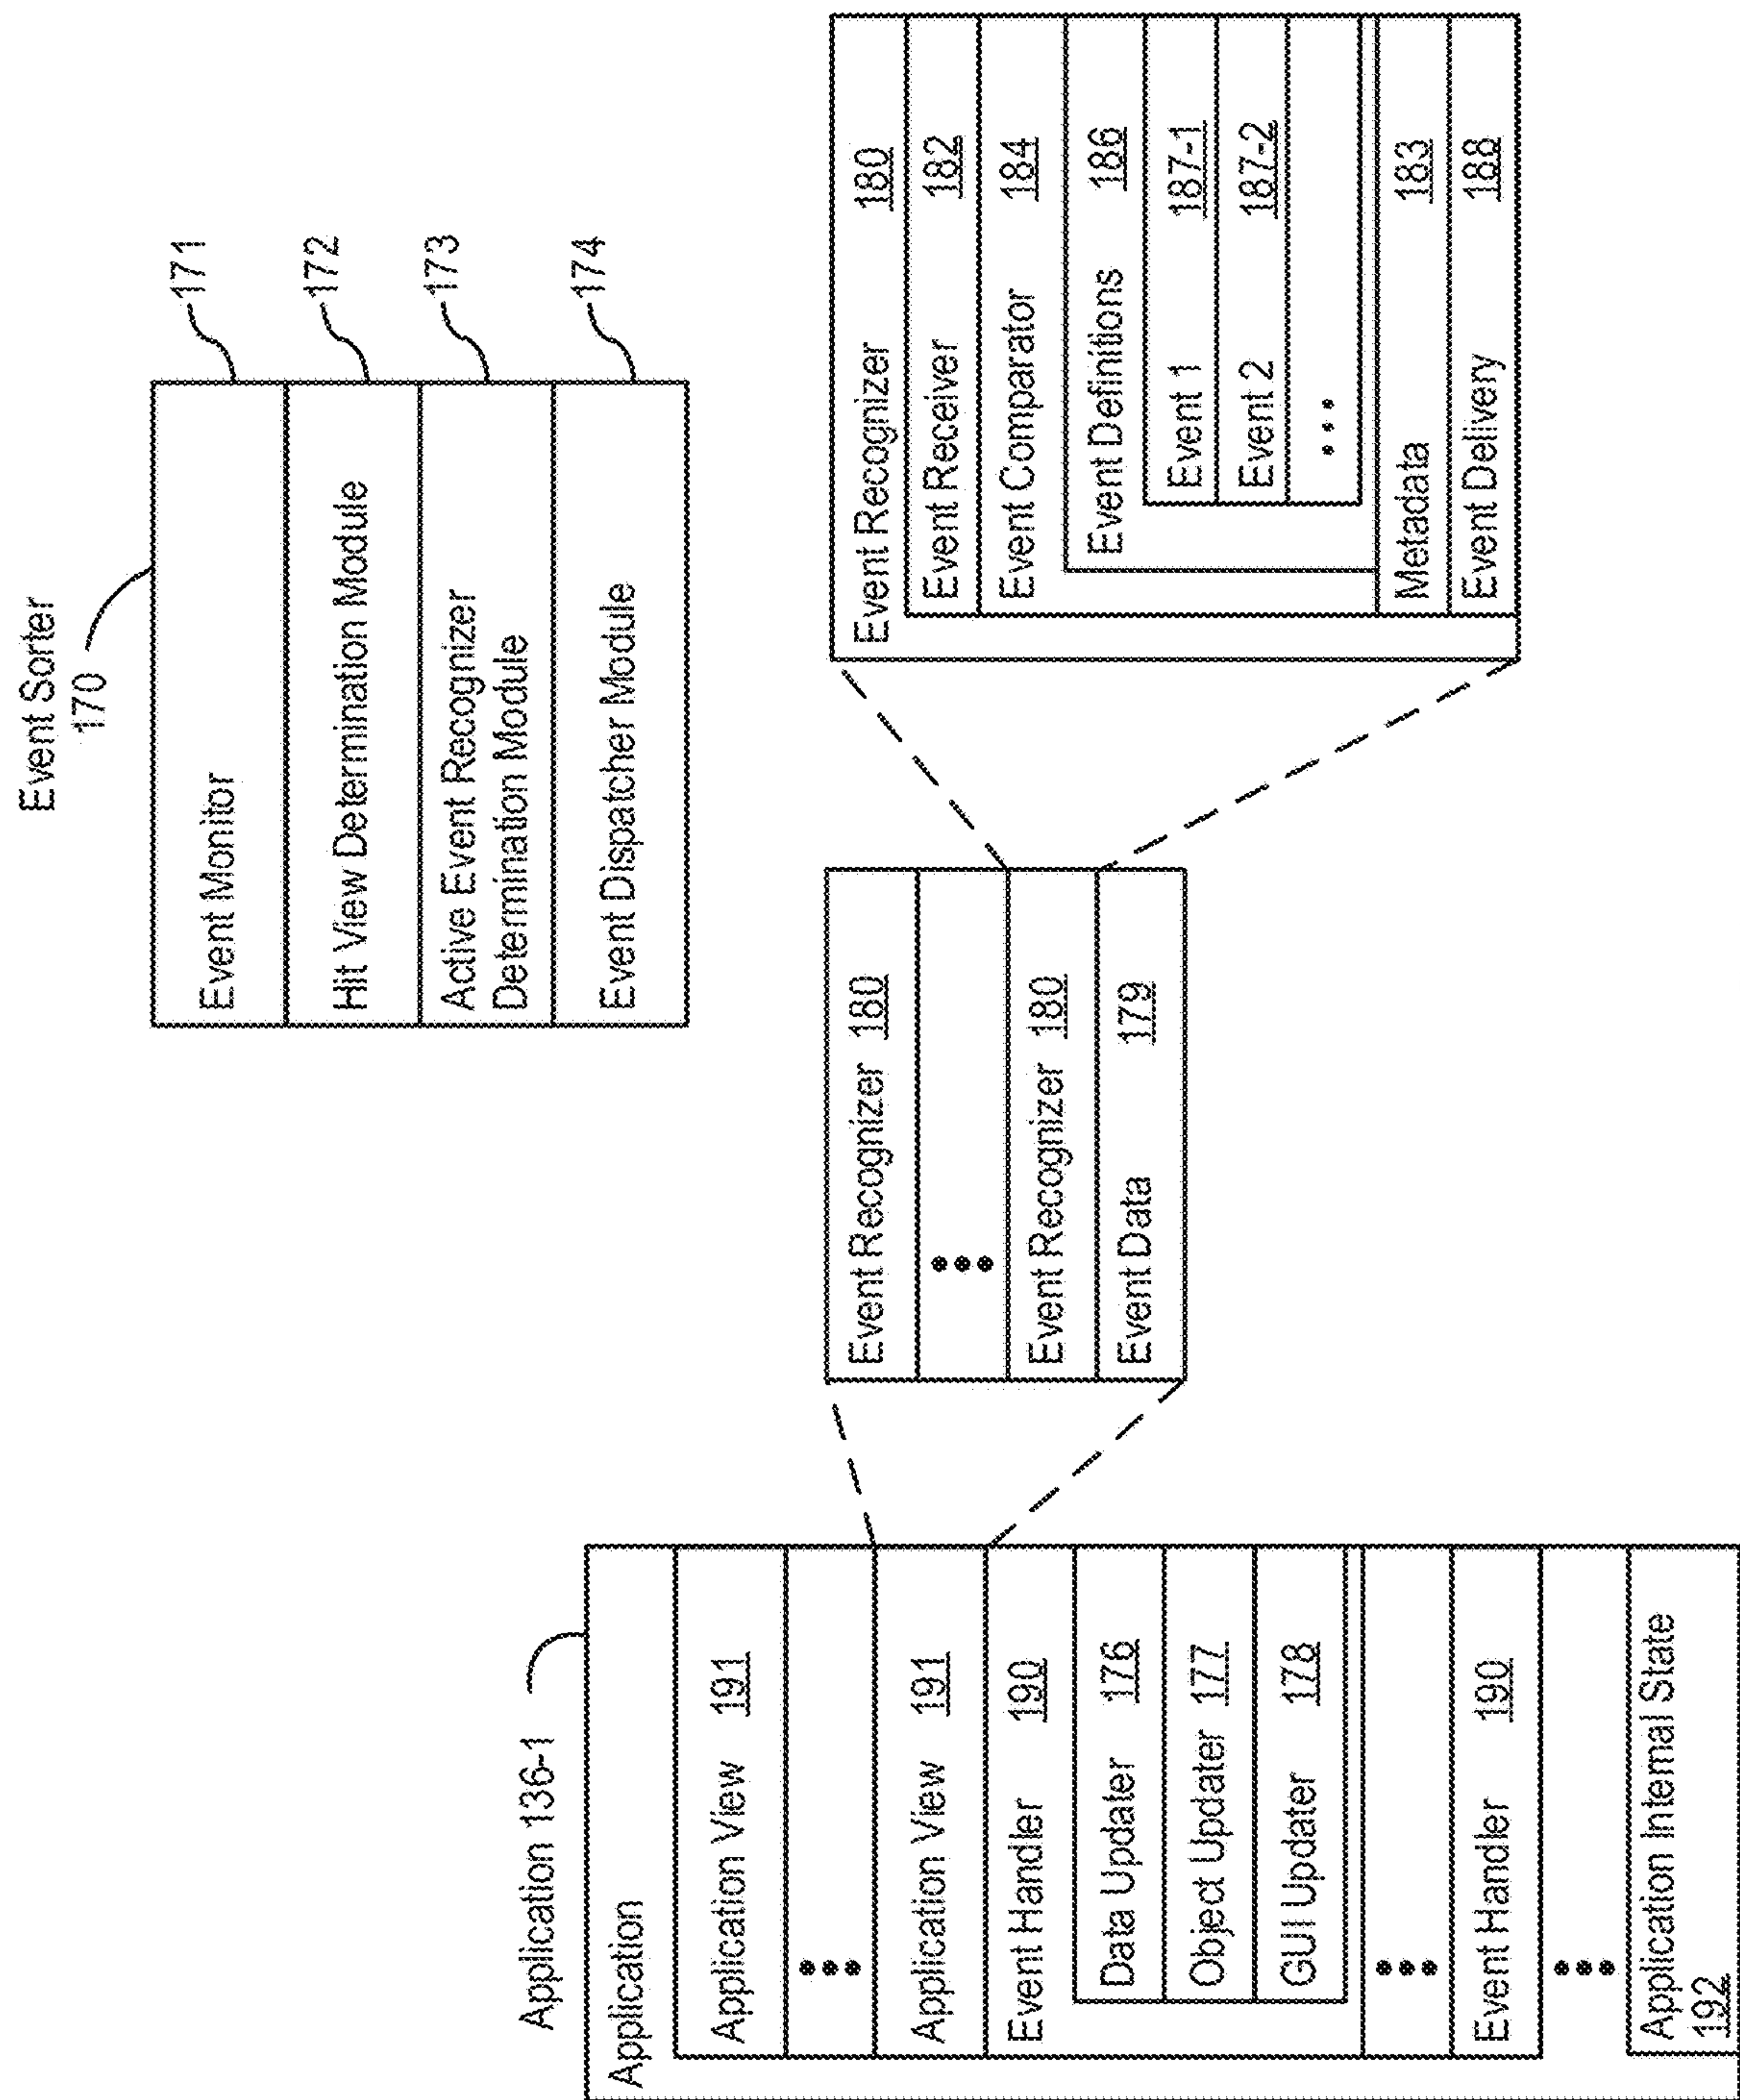 Event Sorter
170
Event Monitor
171
Hit View Determination Module
172
Active Event Recognizer
Determination Module
173
Event Dispatcher Module
174
Application 136-1
Application
Application View 191
•••
Application View 191
Event Handler 190
Data Updater 176
Object Updater 177
GUI Updater 178
•••
Event Handler 190
•••
Application Internal State
192
Event Recognizer 180
•••
Event Recognizer 180
Event Data 179
Event Recognizer 180
Event Receiver 182
Event Comparator 184
Event Definitions 186
Event 1 187-1
Event 2 187-2
•••
Metadata 183
Event Delivery 188